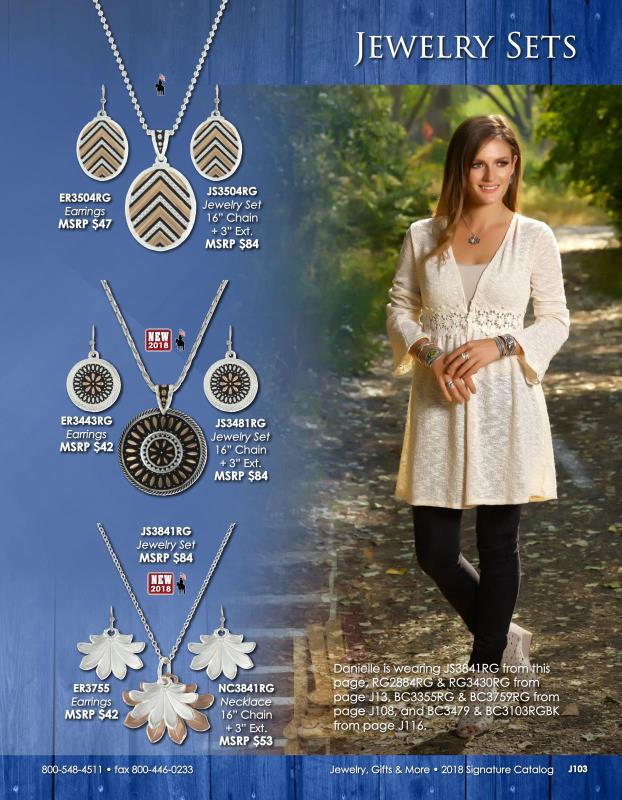 JEWELRY SETS
ER3504RG
Earrings
MSRP $47
JS3504RG
Jewelry Set
16" Chain
+ 3" Ext.
MSRP $84
NEW
2018
ER3443RG
Earrings
MSRP $42
JS3481RG
Jewelry Set
16" Chain
+ 3" Ext.
MSRP $84
JS3841RG
Jewelry Set
MSRP $84
NEW
2018
ER3755
Earrings
MSRP $42
NC3841RG
Necklace
16" Chain
+ 3" Ext.
MSRP $53
Danielle is wearing JS3841RG from this
page, RG2884RG & RG3430RG from
page J13, BC3355RG & BC3759RG from
page J108, and BC3479 & BC3103RGBK
from page J116.
800-548-4511 • fax 800-446-0233
Jewelry, Gifts & More • 2018 Signature Catalog J103